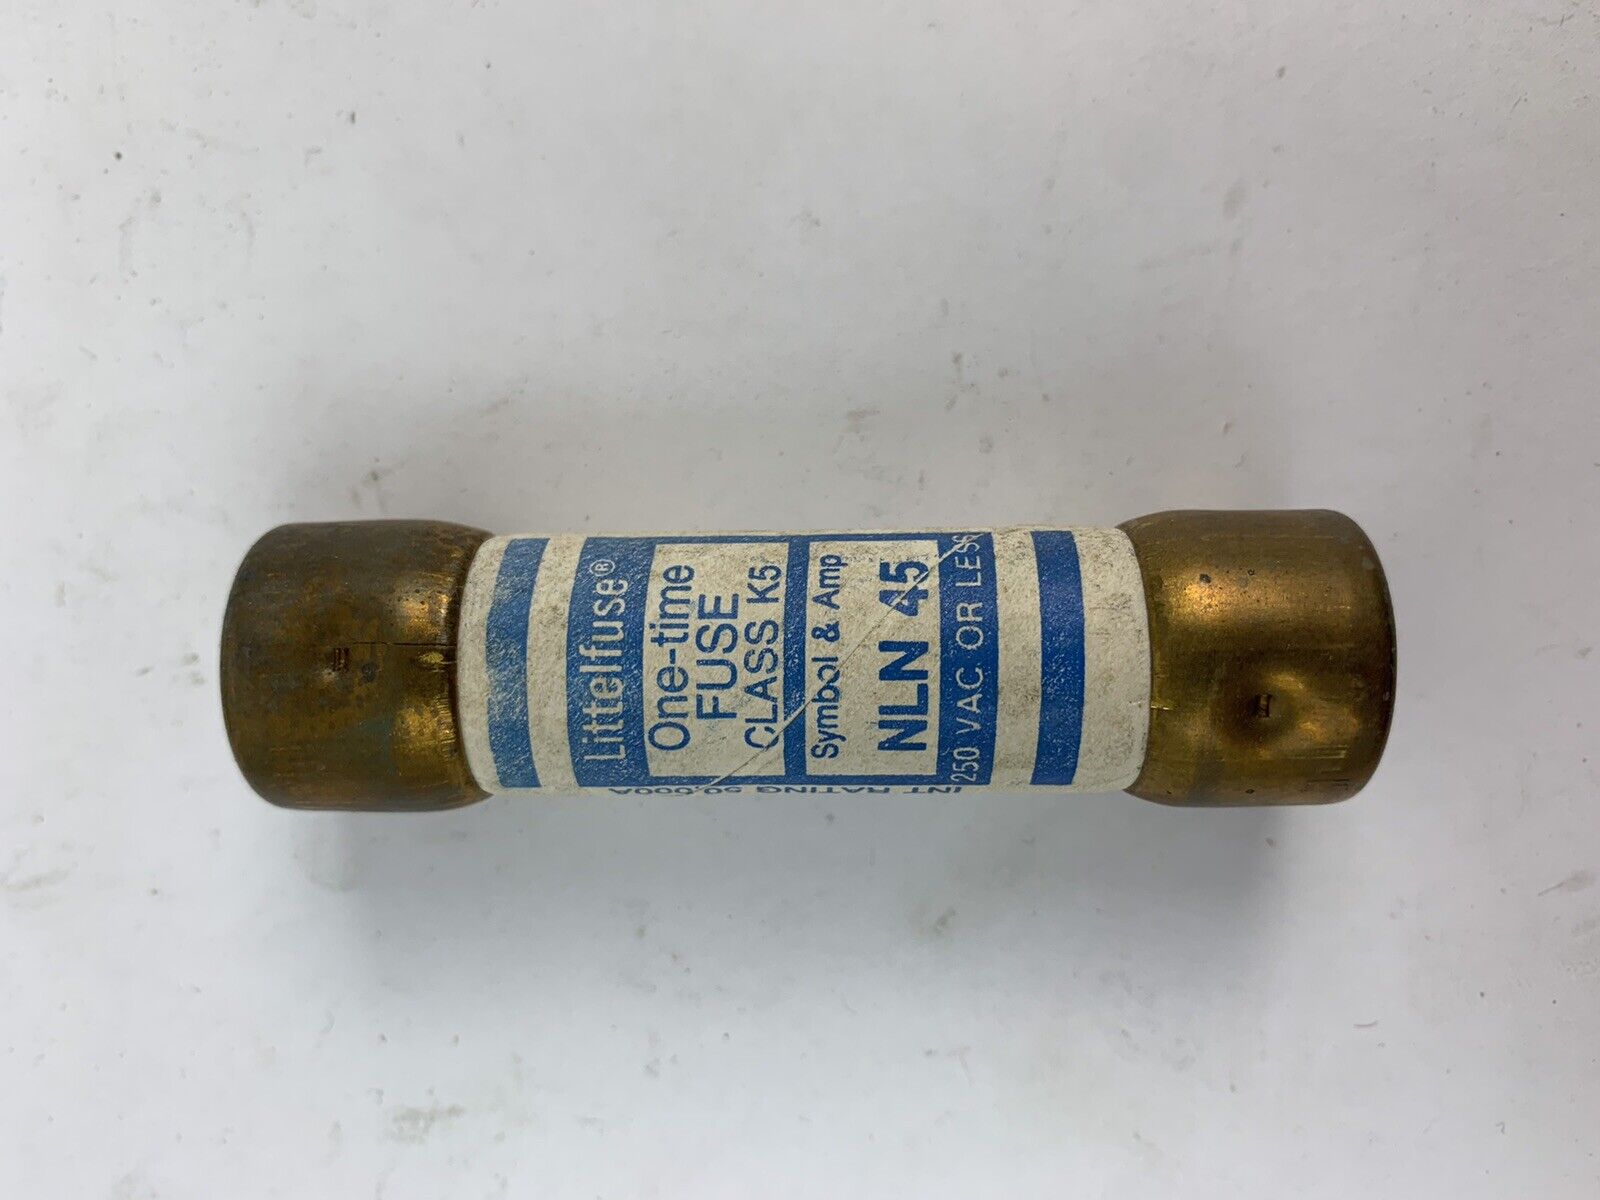 Littelfuse®
One-time
FUSE
CLASS K5
Symbol & Amp
NLN 45
250 VAC OR LESS
INT RATING 50,000A